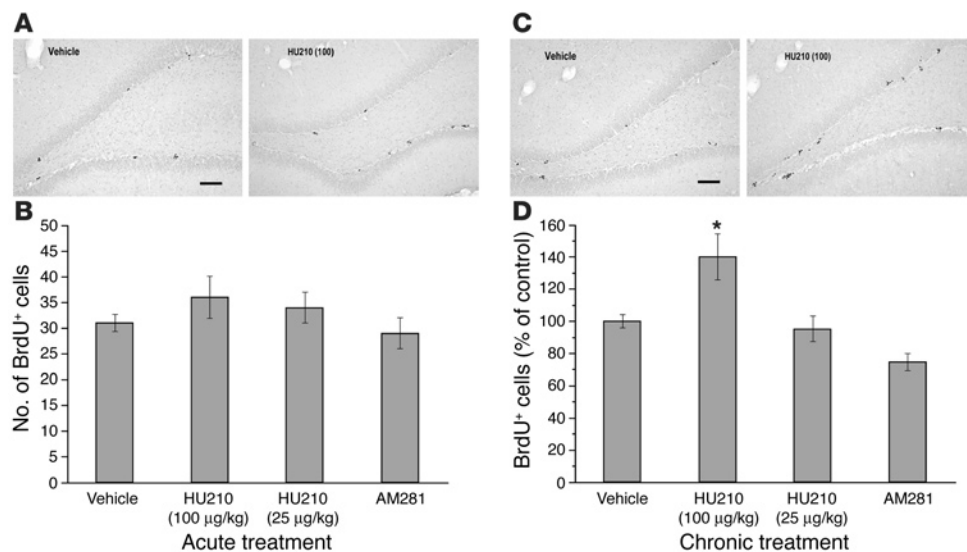 A
Vehicle
HU210 (100)
C
Vehicle
HU210 (100)
B
50
45
40
35
30
25
20
15
10
5
0
No. of BrdU+ cells
Vehicle
HU210
(100 µg/kg)
HU210
(25 µg/kg)
AM281
Acute treatment
D
160
140
120
100
80
60
40
20
0
BrdU+ cells (% of control)
*
Vehicle
HU210
(100 µg/kg)
HU210
(25 µg/kg)
AM281
Chronic treatment